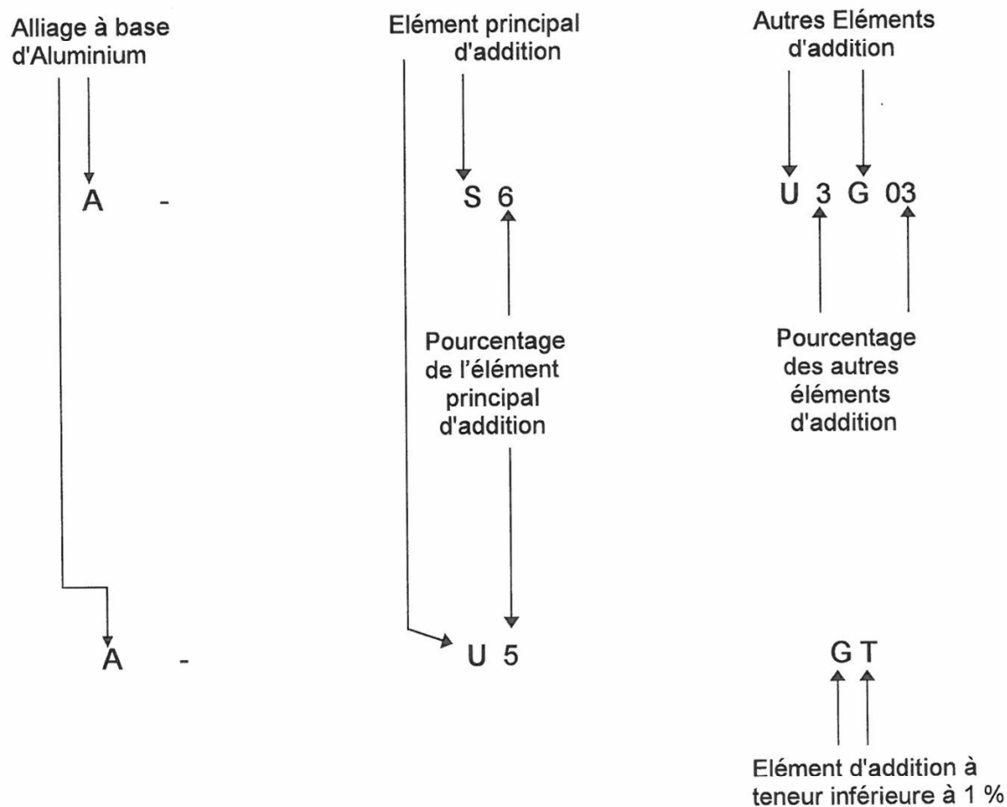 Alliage à base
d'Aluminium
Elément principal
d'addition
Autres Eléments
d'addition
A - S 6 U 3 G 03
Pourcentage
de l'élément
principal
d'addition
Pourcentage
des autres
éléments
d'addition
A - U 5 G T
Elément d'addition à
teneur inférieure à 1 %